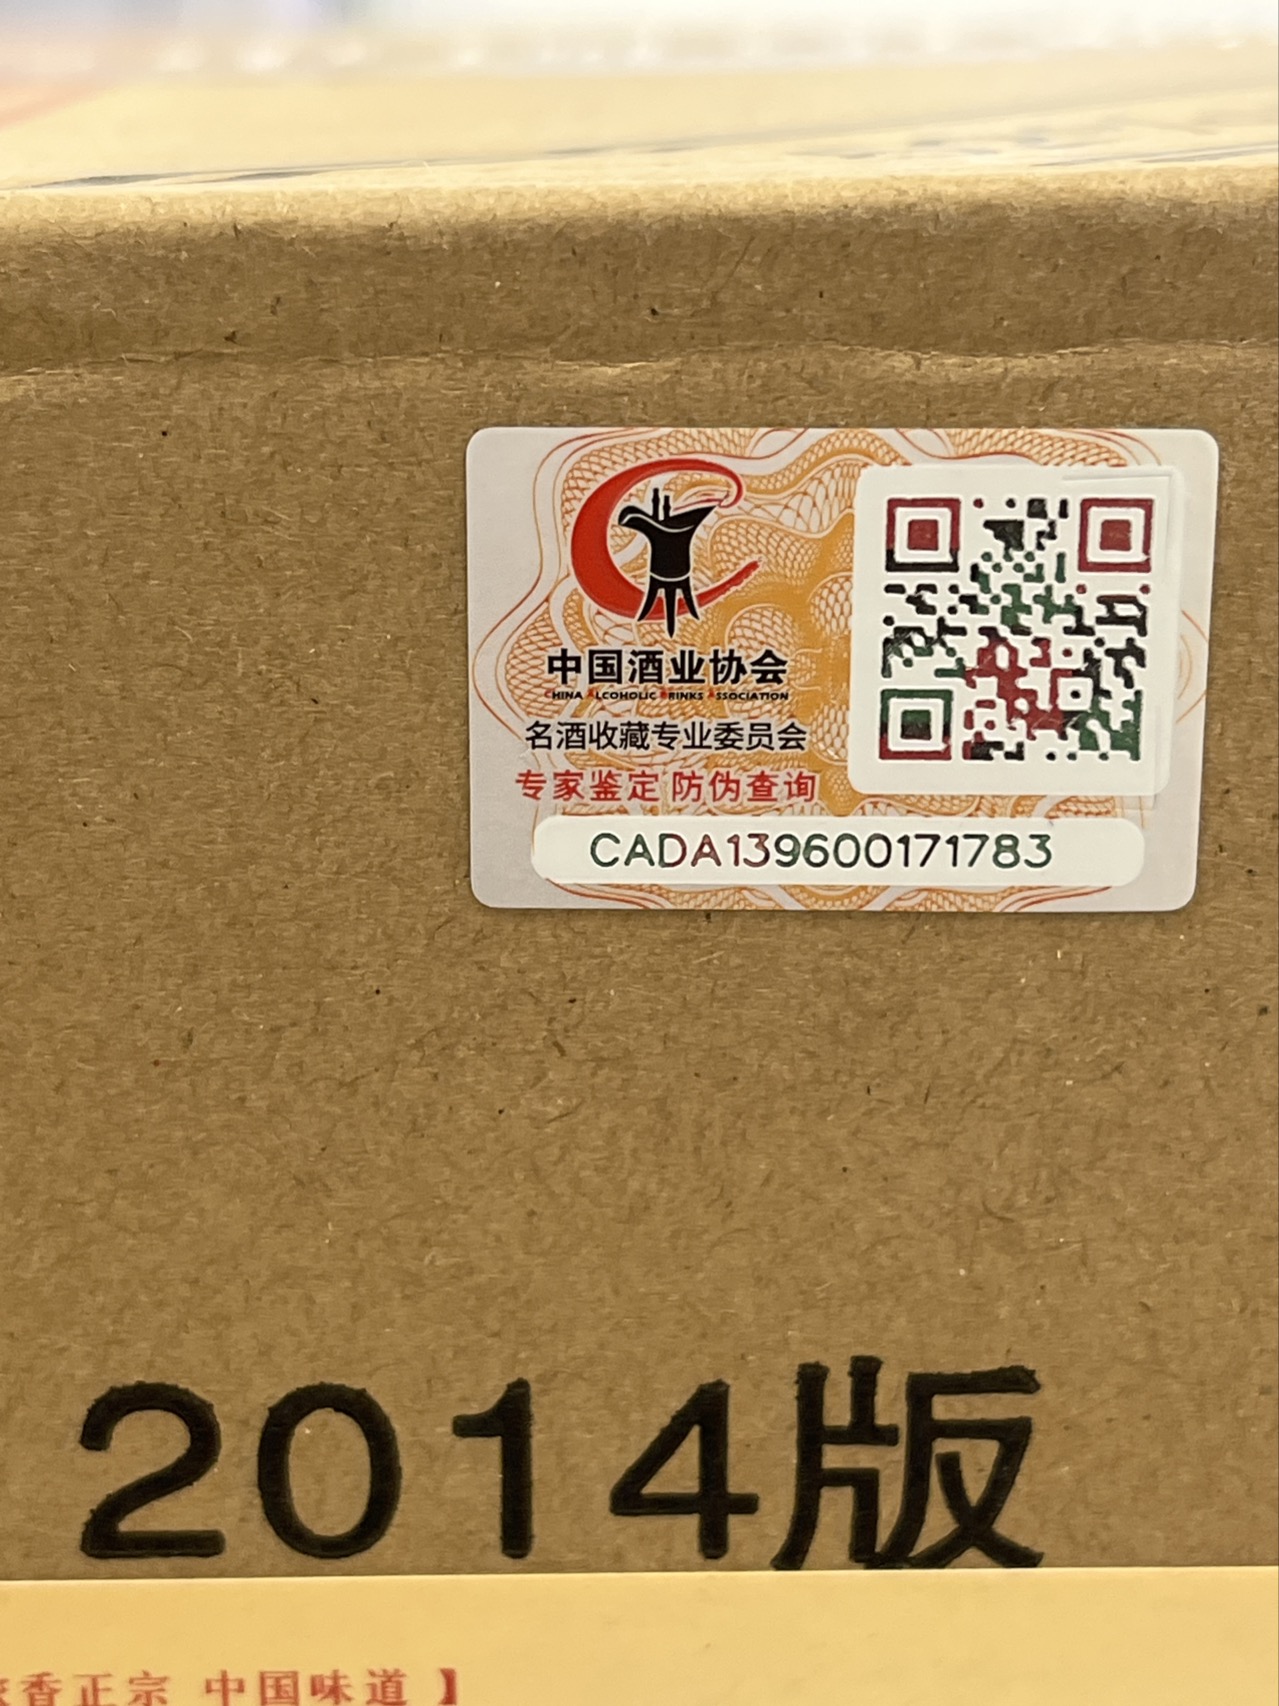 中国酒业协会
CHINA ALCOHOLIC DRINKS ASSOCIATION
名酒收藏专业委员会
专家鉴定 防伪查询
CADA139600171783
2014版
香正宗 中国味道 】